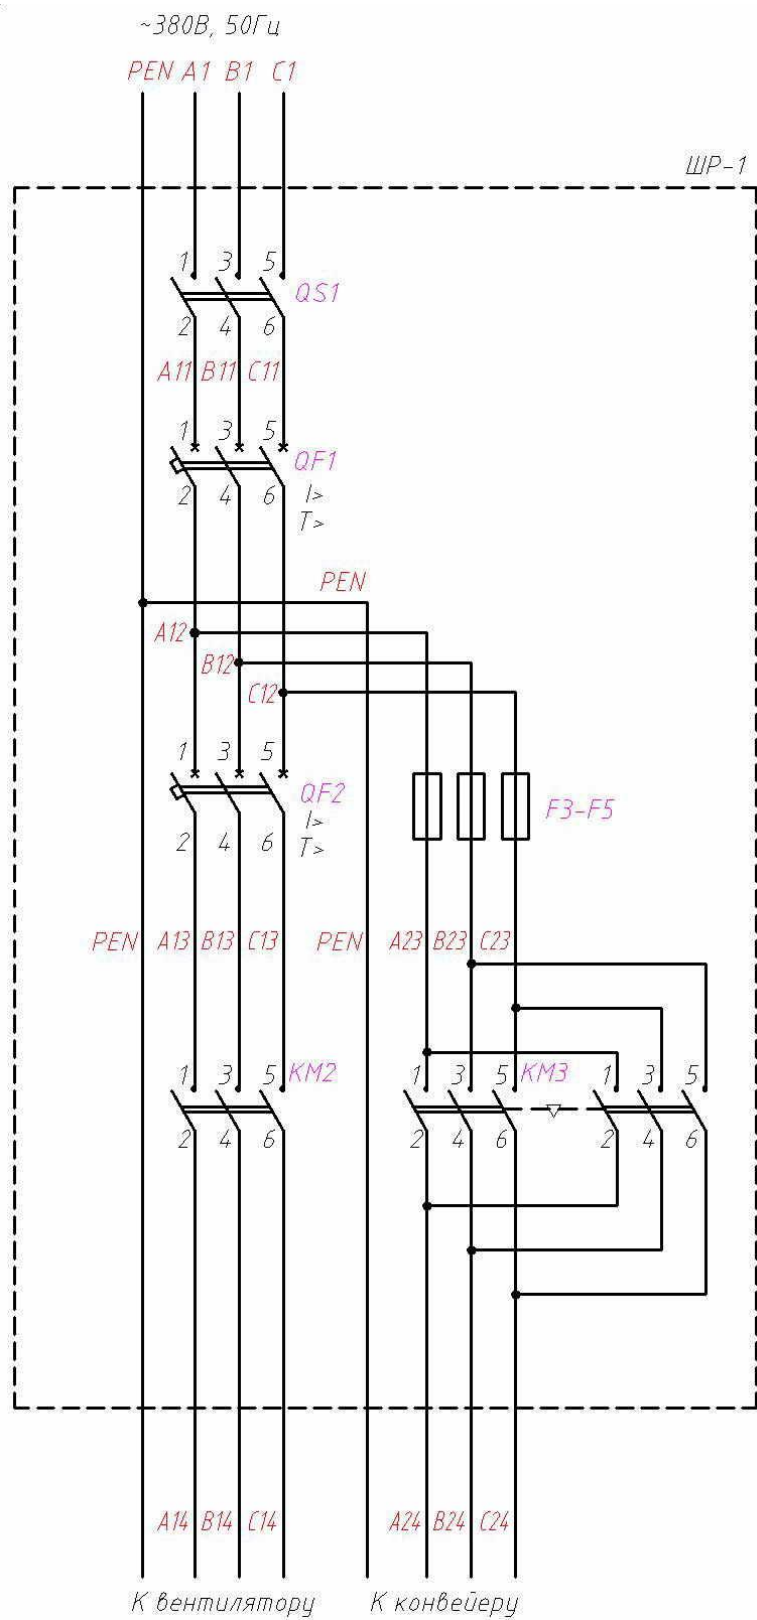 ~380В, 50Гц
PEN A1 B1 C1
ШР-1
1 3 5
QS1
2 4 6
A11 B11 C11
1 3 5
QF1
2 4 6 I>
T>
PEN
A12
B12
C12
1 3 5
QF2
F3-F5
I>
2 4 6 T>
PEN A13 B13 C13 PEN A23 B23 C23
1 3 5 KM2 1 3 5 KM3 1 3 5
2 4 6 2 4 6 2 4 6
A14 B14 C14 A24 B24 C24
К вентилятору К конвейеру